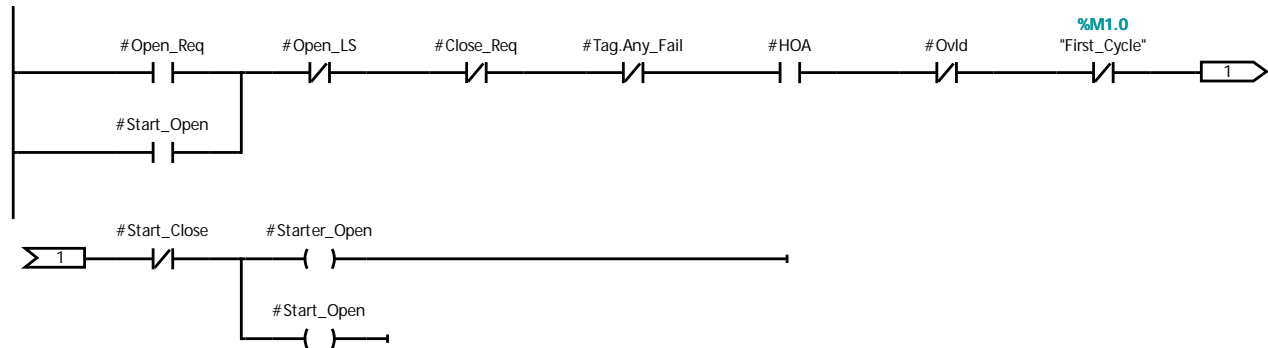 %M1.0
#Open_Req #Open_LS #Close_Req #Tag.Any_Fail #HOA #Ovld "First_Cycle"
1
#Start_Open
#Start_Close #Starter_Open
1
#Start_Open